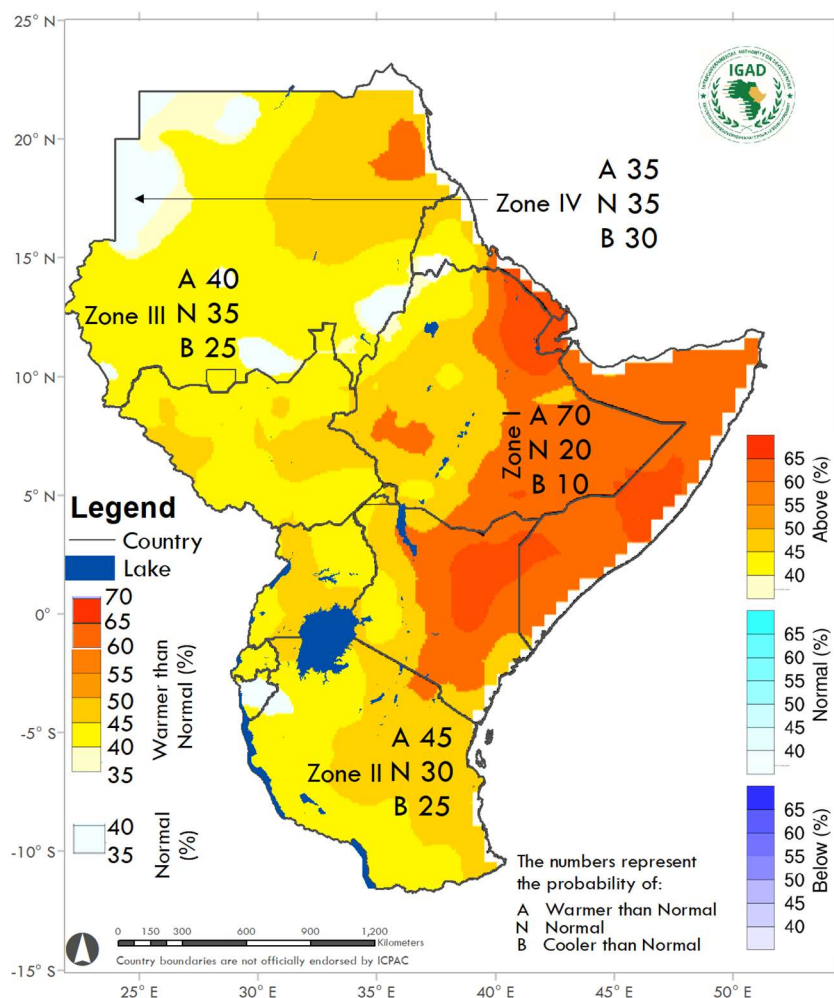 25° N
20° N
15° N
10° N
5° N
0°
-5° S
-10° S
-15° S
25° E
30° E
35° E
40° E
45° E
50° E
INTERGOVERNMENTAL AUTHORITY ON DEVELOPMENT
IGAD
Zone IV
A 35
N 35
B 30
Zone III
A 40
N 35
B 25
Zone I
A 70
N 20
B 10
Zone II
A 45
N 30
B 25
Legend
Country
Lake
70
65
60
55
50
45
40
35
Warmer than
Normal (%)
40
35
Normal
(%)
65
60
55
50
45
40
Above (%)
65
60
55
50
45
40
Normal (%)
65
60
55
50
45
40
Below (%)
The numbers represent
the probability of:
A Warmer than Normal
N Normal
B Cooler than Normal
0 150 300 600 900 1,200
Kilometers
Country boundaries are not officially endorsed by ICPAC